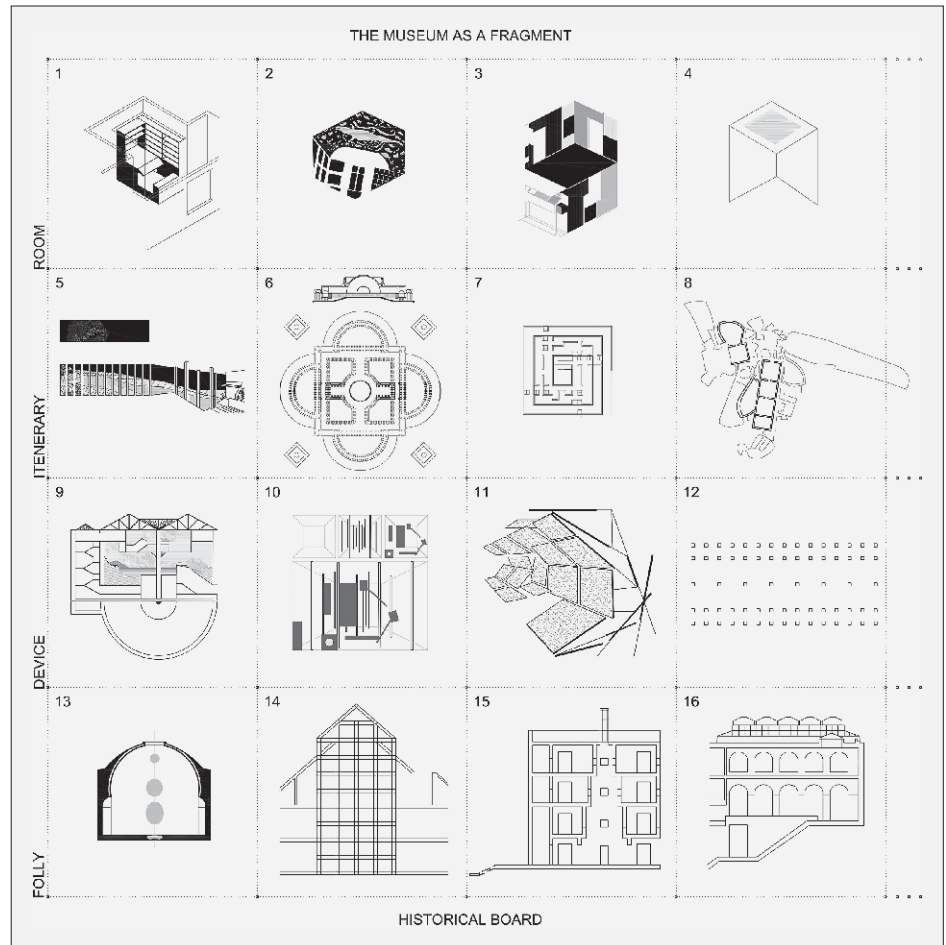 THE MUSEUM AS A FRAGMENT
1
2
3
4
ROOM
5
6
7
8
ITENERARY
9
10
11
12
DEVICE
13
14
15
16
FOLLY
HISTORICAL BOARD